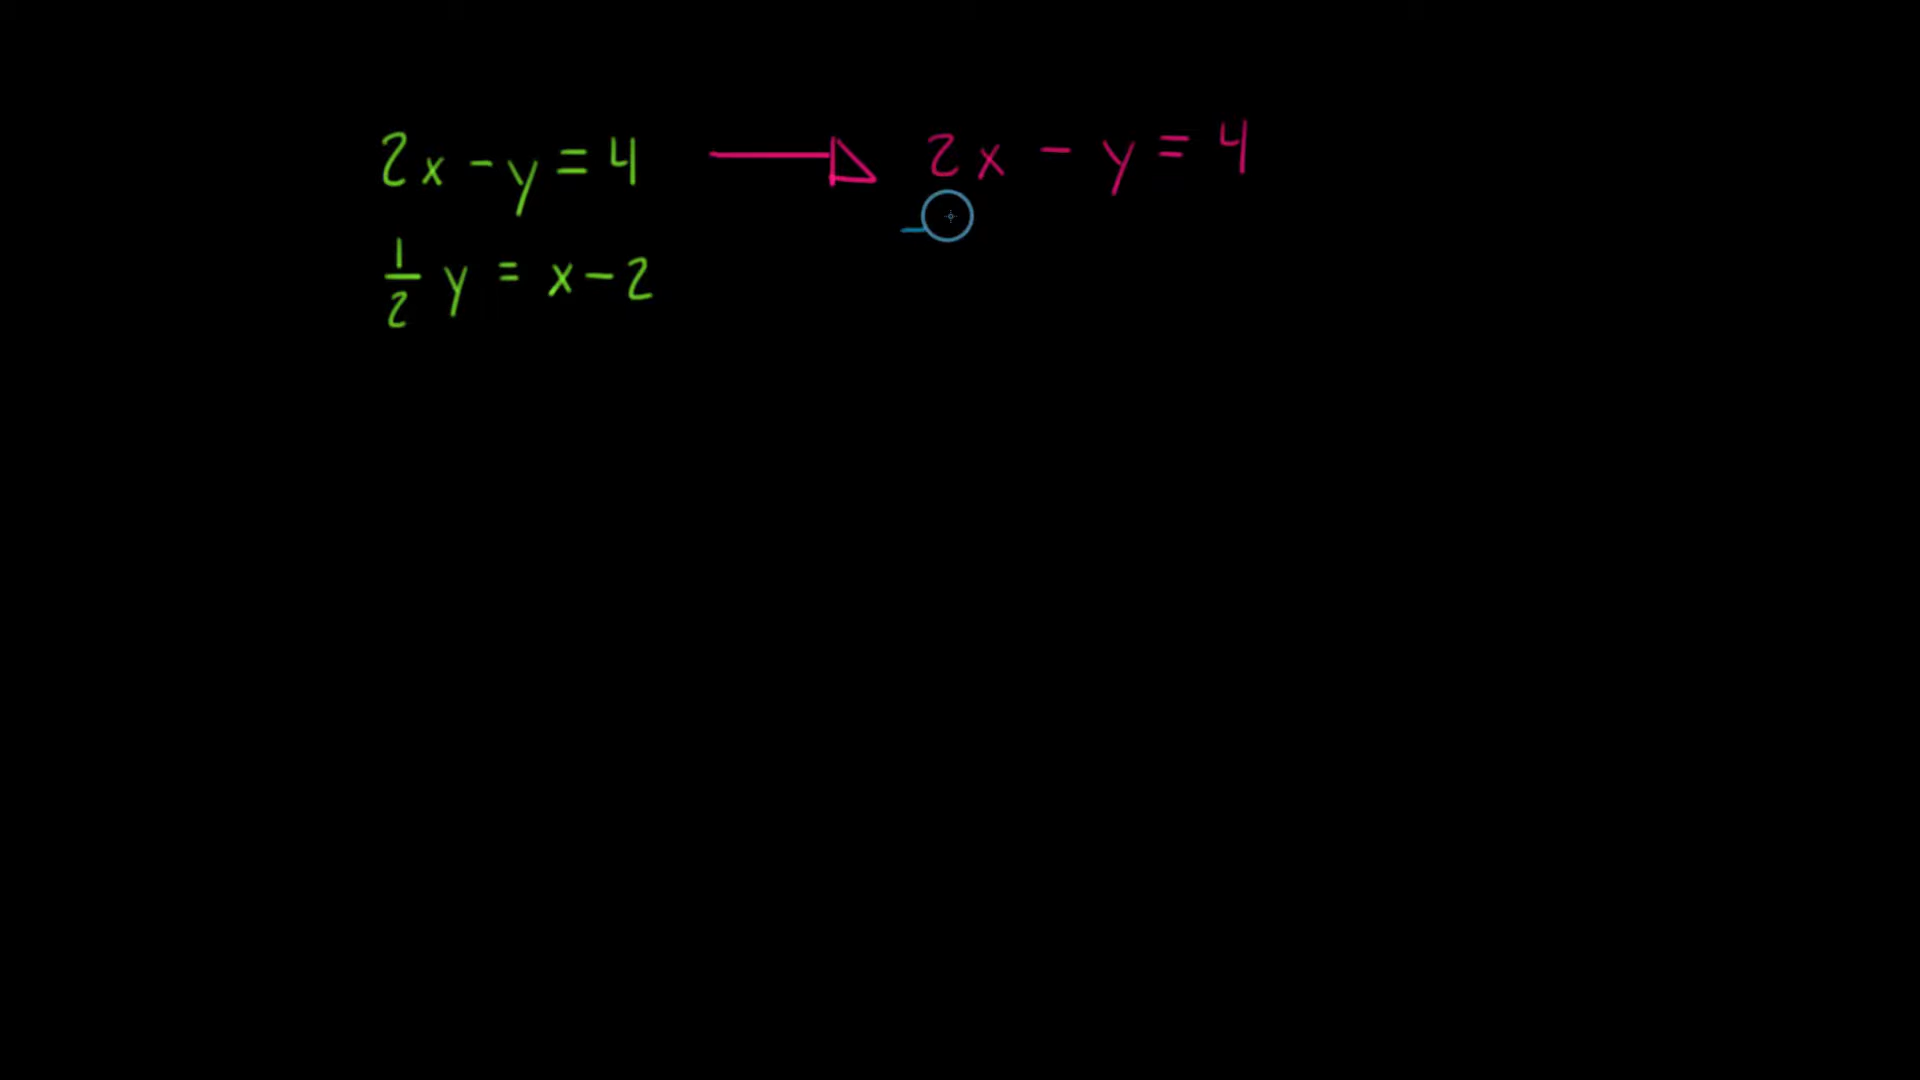 2x - y = 4 → 2x - y = 4
-
1/2 y = x - 2